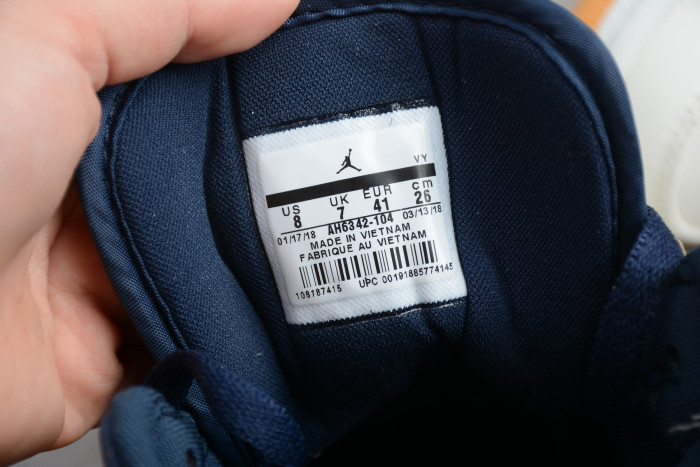 VY
US UK EUR cm
8 7 41 26
01/17/18 AH6342-104 03/13/18
MADE IN VIETNAM
FABRIQUE AU VIETNAM
108187415 UPC 00191885774145